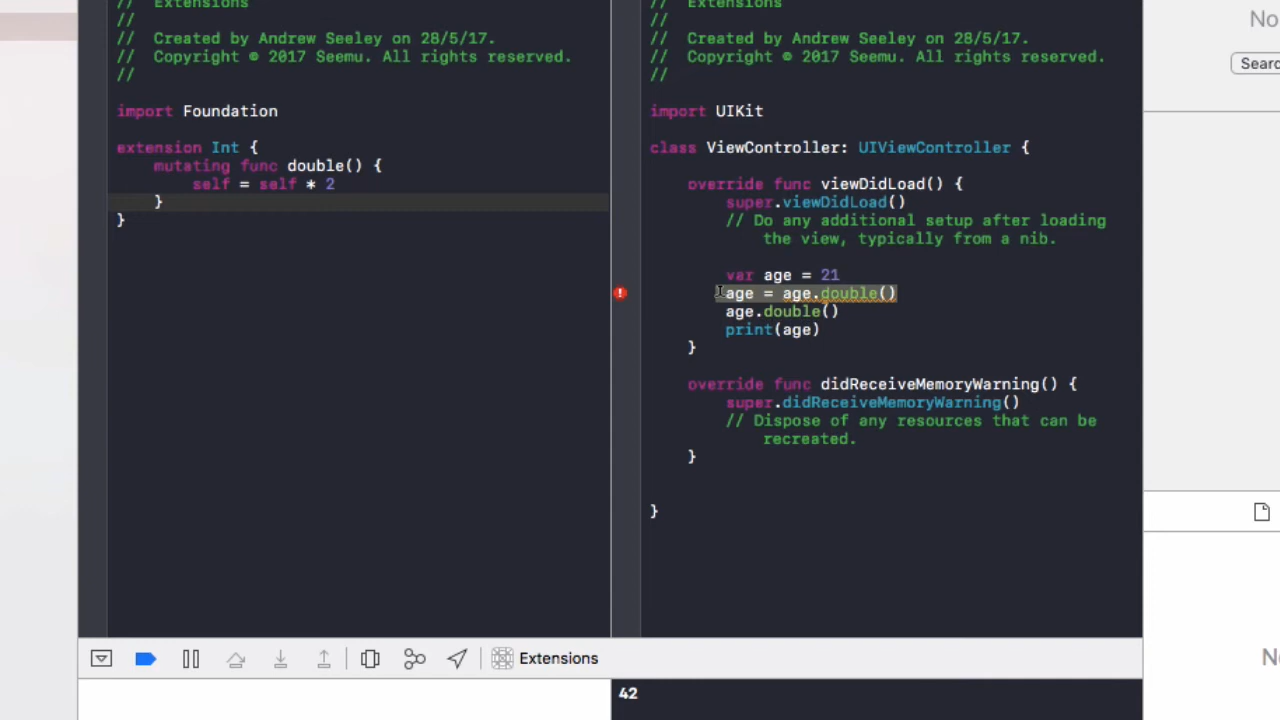 // Extensions
//
// Created by Andrew Seeley on 28/5/17.
// Copyright © 2017 Seemu. All rights reserved.
//
import Foundation
extension Int {
mutating func double() {
self = self * 2
}
}
// Extensions
//
// Created by Andrew Seeley on 28/5/17.
// Copyright © 2017 Seemu. All rights reserved.
//
import UIKit
class ViewController: UIViewController {
override func viewDidLoad() {
super.viewDidLoad()
// Do any additional setup after loading
the view, typically from a nib.
var age = 21
age = age.double()
age.double()
print(age)
}
override func didReceiveMemoryWarning() {
super.didReceiveMemoryWarning()
// Dispose of any resources that can be
recreated.
}
}
Extensions
42
No
Searc
No